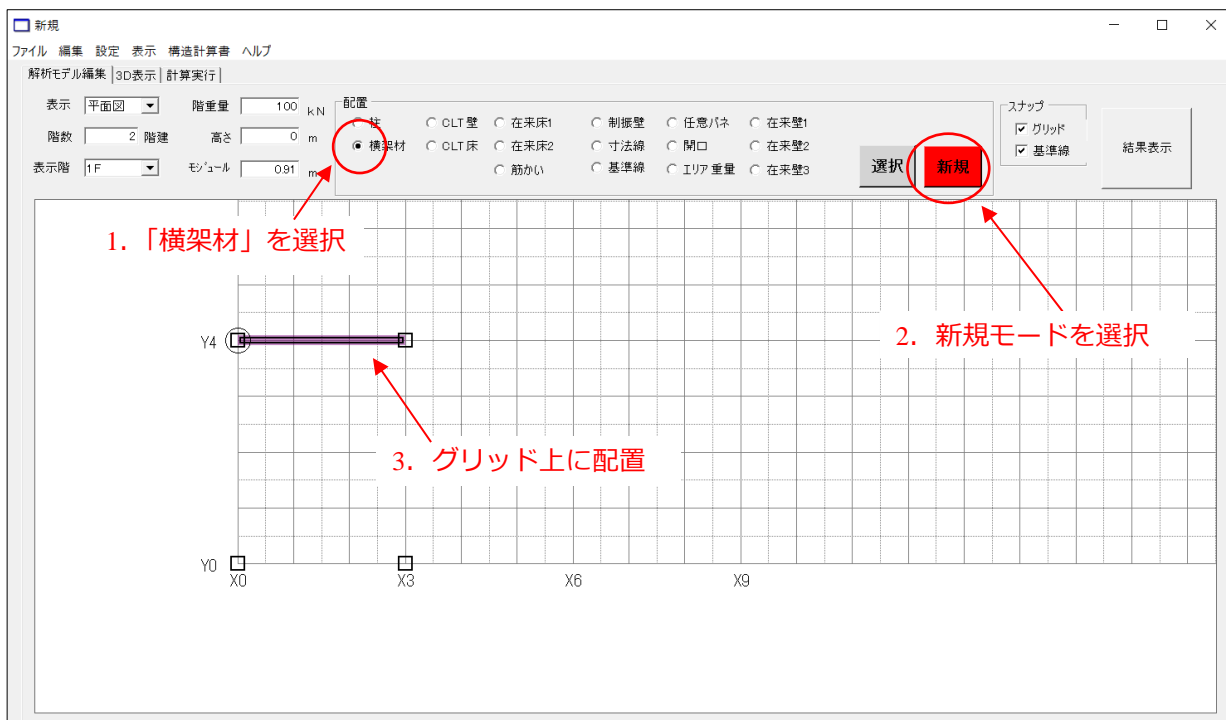 新規
ファイル 編集 設定 表示 構造計算書 ヘルプ
解析モデル編集 3D表示 計算実行
表示 平面図 階重量 100 kN
階数 2 階建 高さ 0 m
表示階 1F モジュール 0.91 m
配置
柱 CLT壁 在来床1 制振壁 任意バネ 在来壁1
横架材 CLT床 在来床2 寸法線 開口 在来壁2
筋かい 基準線 エリア重量 在来壁3
選択 新規
スナップ
グリッド
基準線
結果表示
1. 「横架材」を選択
2. 新規モードを選択
Y4
3. グリッド上に配置
Y0
X0 X3 X6 X9